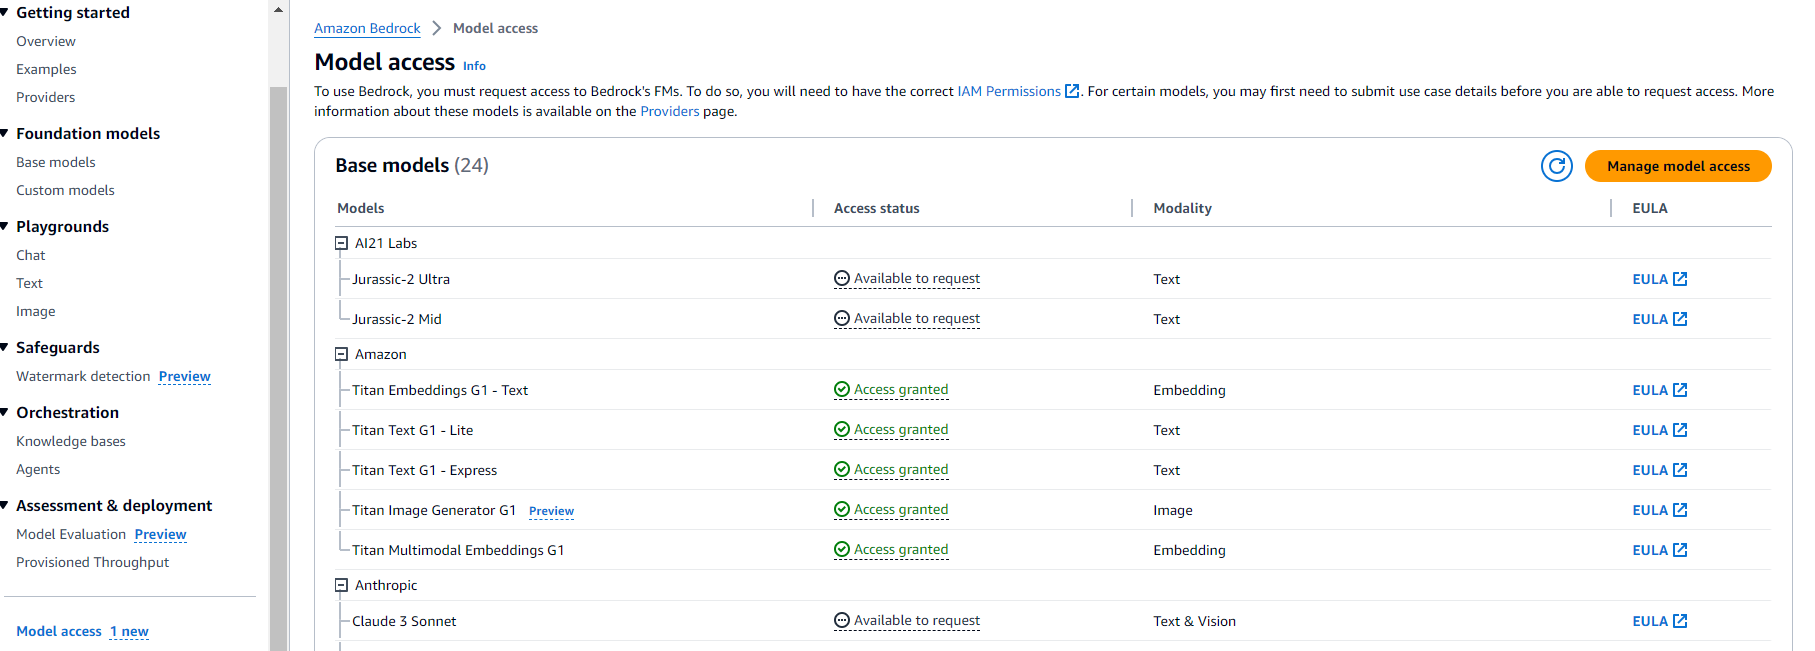 Getting started
Overview
Examples
Providers
Foundation models
Base models
Custom models
Playgrounds
Chat
Text
Image
Safeguards
Watermark detection Preview
Orchestration
Knowledge bases
Agents
Assessment & deployment
Model Evaluation Preview
Provisioned Throughput
Model access 1 new
Amazon Bedrock Model access
Model access Info
To use Bedrock, you must request access to Bedrock's FMs. To do so, you will need to have the correct IAM Permissions. For certain models, you may first need to submit use case details before you are able to request access. More
information about these models is available on the Providers page.
Base models (24) Manage model access
Models Access status Modality EULA
AI21 Labs
Jurassic-2 Ultra Available to request Text EULA
Jurassic-2 Mid Available to request Text EULA
Amazon
Titan Embeddings G1 - Text Access granted Embedding EULA
Titan Text G1 - Lite Access granted Text EULA
Titan Text G1 - Express Access granted Text EULA
Titan Image Generator G1 Preview Access granted Image EULA
Titan Multimodal Embeddings G1 Access granted Embedding EULA
Anthropic
Claude 3 Sonnet Available to request Text & Vision EULA